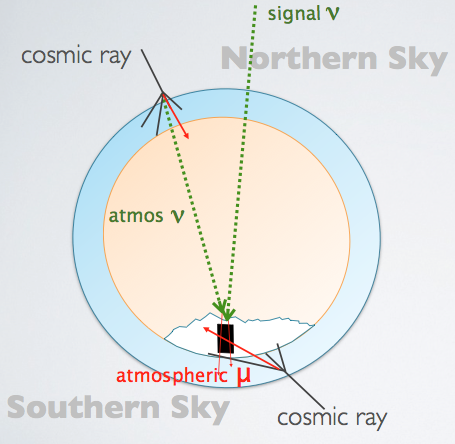 signal ν
Northern Sky
cosmic ray
atmos ν
atmospheric μ
Southern Sky
cosmic ray